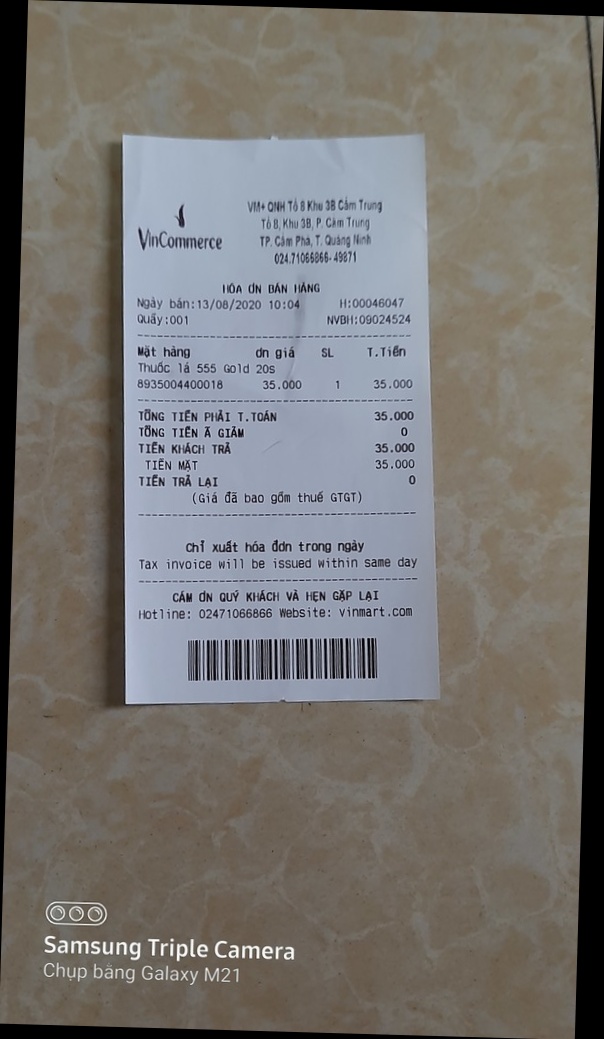 VinCommerce
VM+ QNH Tổ 8 Khu 3B Cẩm Trung
Tổ 8, Khu 3B, P. Cẩm Trung
TP. Cẩm Phả, T. Quảng Ninh
024.71066866- 49871
HÓA ƠN BÁN HÀNG
Ngày bán:13/08/2020 10:04 H:00046047
Quầy:001 NVBH:09024524
Mặt hàng ơn giá SL T.Tiền
Thuốc lá 555 Gold 20s
8935004400018 35.000 1 35.000
TỔNG TIỀN PHẢI T.TOÁN 35.000
TỔNG TIỀN Ã GIẢM 0
TIỀN KHÁCH TRẢ 35.000
TIỀN MẶT 35.000
TIỀN TRẢ LẠI 0
(Giá đã bao gồm thuế GTGT)
Chỉ xuất hóa đơn trong ngày
Tax invoice will be issued within same day
CẢM ƠN QUÝ KHÁCH VÀ HẸN GẶP LẠI
Hotline: 02471066866 Website: vinmart.com
Samsung Triple Camera
Chụp bằng Galaxy M21